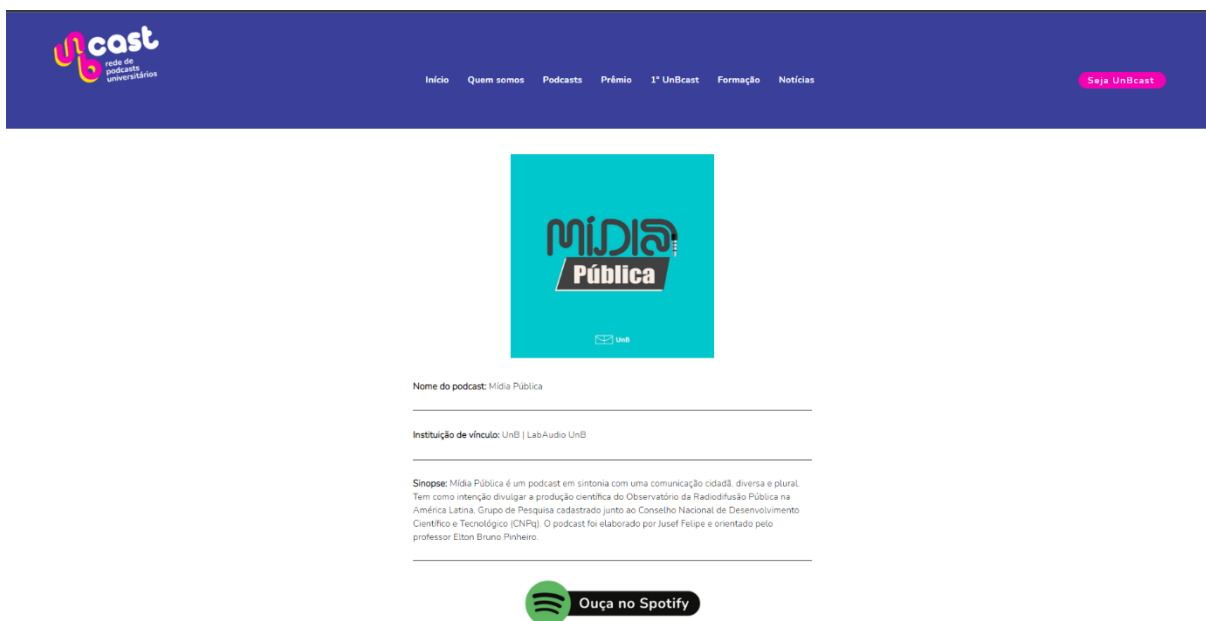 UnBcast
rede de
podcasts
universitários
Início Quem somos Podcasts Prêmio 1º UnBcast Formação Notícias
Seja UnBcast
MÍDIA
Pública
UnB
Nome do podcast: Mídia Pública
Instituição de vínculo: UnB | LabAudio UnB
Sinopse: Mídia Pública é um podcast em sintonia com uma comunicação cidadã, diversa e plural.
Tem como intenção divulgar a produção científica do Observatório da Radiodifusão Pública na
América Latina, Grupo de Pesquisa cadastrado junto ao Conselho Nacional de Desenvolvimento
Científico e Tecnológico (CNPq). O podcast foi elaborado por Jusef Felipe e orientado pelo
professor Elton Bruno Pinheiro.
Ouça no Spotify